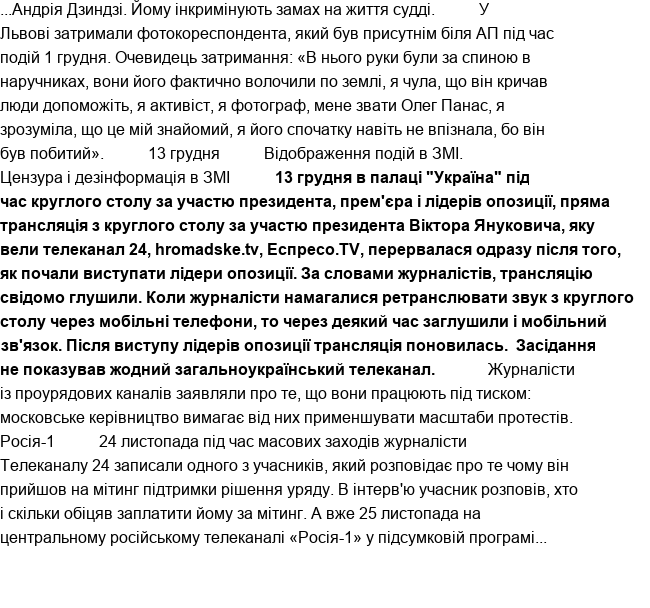 ...Андрія Дзиндзі. Йому інкримінують замах на життя судді. У
Львові затримали фотокореспондента, який був присутнім біля АП під час
подій 1 грудня. Очевидець затримання: «В нього руки були за спиною в
наручниках, вони його фактично волочили по землі, я чула, що він кричав
люди допоможіть, я активіст, я фотограф, мене звати Олег Панас, я
зрозуміла, що це мій знайомий, я його спочатку навіть не впізнала, бо він
був побитий». 13 грудня Відображення подій в ЗМІ.
Цензура і дезінформація в ЗМІ 13 грудня в палаці "Україна" під
час круглого столу за участю президента, прем'єра і лідерів опозиції, пряма
трансляція з круглого столу за участю президента Віктора Януковича, яку
вели телеканал 24, hromadske.tv, Еспресо.TV, перервалася одразу після того,
як почали виступати лідери опозиції. За словами журналістів, трансляцію
свідомо глушили. Коли журналісти намагалися ретранслювати звук з круглого
столу через мобільні телефони, то через деякий час заглушили і мобільний
зв'язок. Після виступу лідерів опозиції трансляція поновилась. Засідання
не показував жодний загальноукраїнський телеканал. Журналісти
із проурядових каналів заявляли про те, що вони працюють під тиском:
московське керівництво вимагає від них применшувати масштаби протестів.
Росія-1 24 листопада під час масових заходів журналісти
Телеканалу 24 записали одного з учасників, який розповідає про те чому він
прийшов на мітинг підтримки рішення уряду. В інтерв'ю учасник розповів, хто
і скільки обіцяв заплатити йому за мітинг. А вже 25 листопада на
центральному російському телеканалі «Росія-1» у підсумковій програмі...